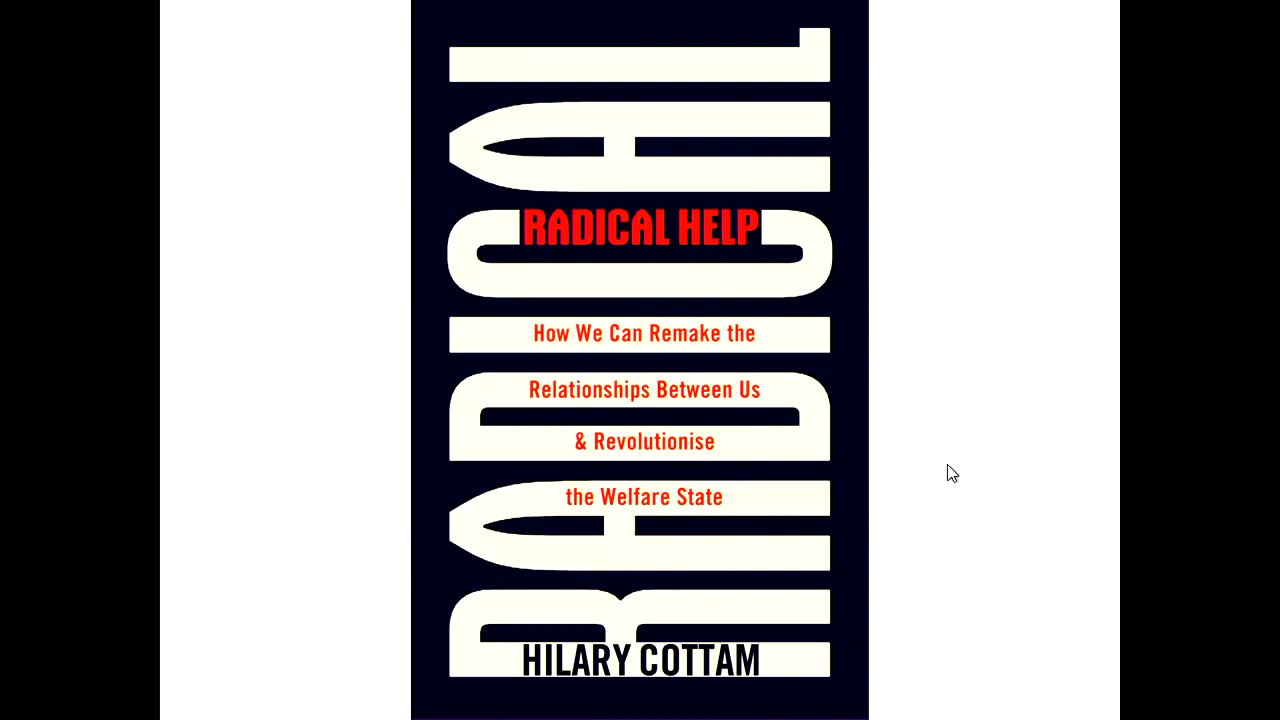 RADICAL
RADICAL HELP
How We Can Remake the
Relationships Between Us
& Revolutionise
the Welfare State
HILARY COTTAM